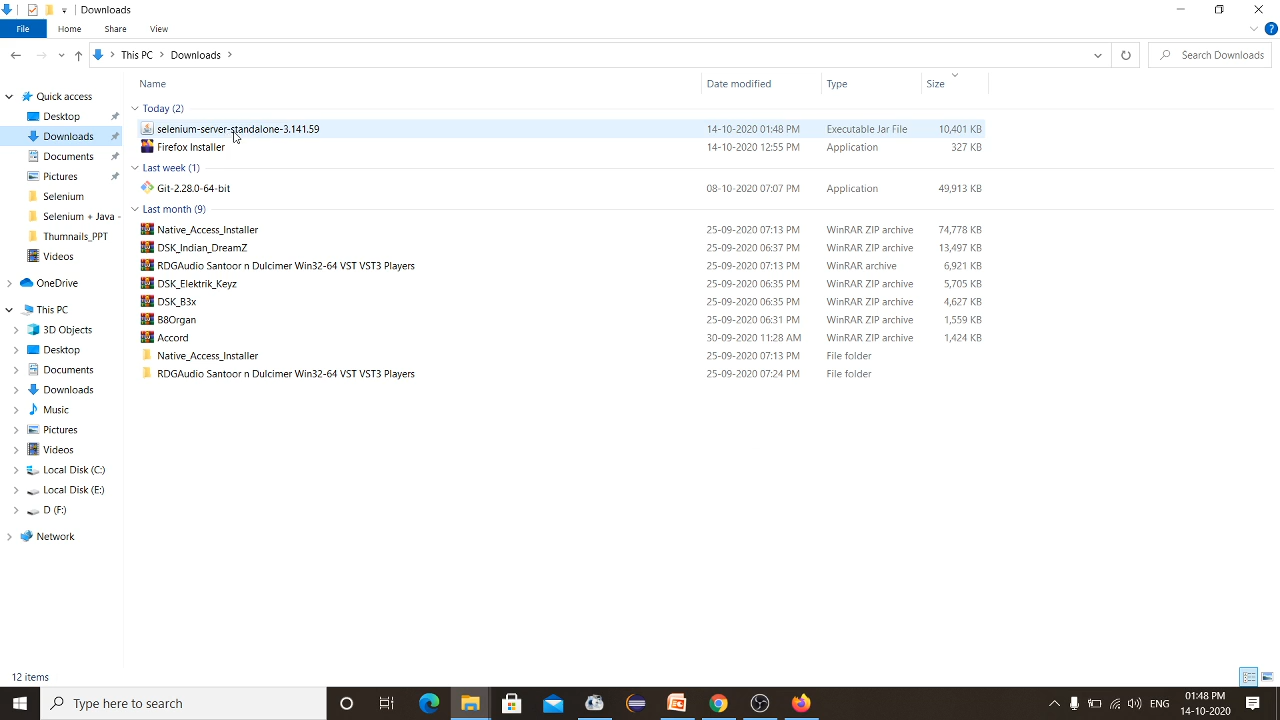 Downloads
File Home Share View
This PC Downloads
Search Downloads
Name Date modified Type Size
Quick access
Desktop
Downloads
Documents
Pictures
Selenium
Selenium + Java -
Thumnails_PPT
Videos
OneDrive
This PC
3D Objects
Desktop
Documents
Downloads
Music
Pictures
Videos
Local Disk (C:)
Local Disk (E:)
D (F:)
Network
Today (2)
selenium-server-standalone-3.141.59 14-10-2020 01:48 PM Executable Jar File 10,401 KB
Firefox Installer 14-10-2020 12:55 PM Application 327 KB
Last week (1)
Git-2.28.0-64-bit 08-10-2020 07:07 PM Application 49,913 KB
Last month (9)
Native_Access_Installer 25-09-2020 07:13 PM WinRAR ZIP archive 74,778 KB
DSK_Indian_DreamZ 25-09-2020 06:37 PM WinRAR ZIP archive 13,497 KB
RDGAudio Santoor n Dulcimer Win32-64 VST VST3 Players 25-09-2020 07:13 PM WinRAR archive 6,921 KB
DSK_Elektrik_Keyz 25-09-2020 06:35 PM WinRAR ZIP archive 5,705 KB
DSK_B3x 25-09-2020 06:35 PM WinRAR ZIP archive 4,627 KB
B8Organ 25-09-2020 06:31 PM WinRAR ZIP archive 1,559 KB
Accord 30-09-2020 11:28 AM WinRAR ZIP archive 1,424 KB
Native_Access_Installer 25-09-2020 07:13 PM File folder
RDGAudio Santoor n Dulcimer Win32-64 VST VST3 Players 25-09-2020 07:24 PM File folder
12 items
Type here to search
ENG
01:48 PM
14-10-2020